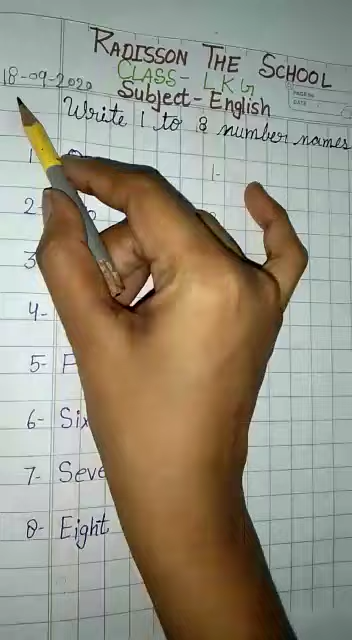 RADISSON THE SCHOOL
CLASS- LKG
18-09-2020
Subject- English
Write 1 to 8 number names
1 1-
2
3
4-
5- F
6- Six
7- Seve
8- Eight